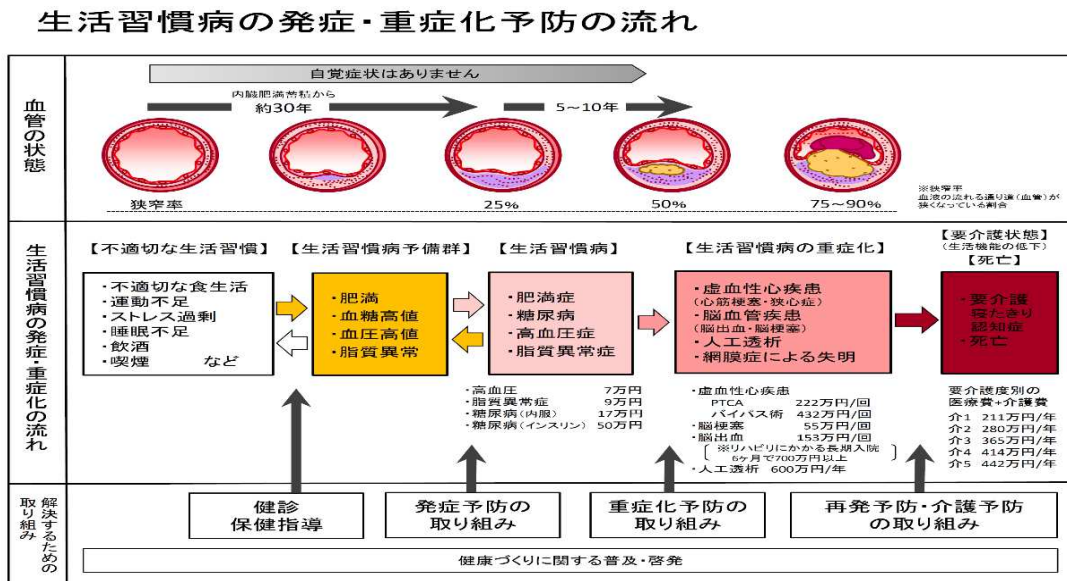 生活習慣病の発症・重症化予防の流れ
血管の状態
自覚症状はありません
内臓肥満蓄積から
約30年
5～10年
狭窄率
25%
50%
75～90%
※狭窄率
血液の流れる通り道(血管)が
狭くなっている割合
生活習慣病の発症・重症化の流れ
【不適切な生活習慣】
・不適切な食生活
・運動不足
・ストレス過剰
・睡眠不足
・飲酒
・喫煙 など
【生活習慣病予備群】
・肥満
・血糖高値
・血圧高値
・脂質異常
【生活習慣病】
・肥満症
・糖尿病
・高血圧症
・脂質異常症
・高血圧 7万円
・脂質異常症 9万円
・糖尿病(内服) 17万円
・糖尿病(インスリン) 50万円
【生活習慣病の重症化】
・虚血性心疾患
(心筋梗塞・狭心症)
・脳血管疾患
(脳出血・脳梗塞)
・人工透析
・網膜症による失明
・虚血性心疾患
PTCA 222万円/回
バイパス術 432万円/回
・脳梗塞 55万円/回
・脳出血 153万円/回
※リハビリにかかる長期入院
6ヶ月で700万円以上
・人工透析 600万円/年
【要介護状態】
(生活機能の低下)
【死亡】
・要介護
寝たきり
認知症
・死亡
要介護度別の
医療費+介護費
介1 211万円/年
介2 280万円/年
介3 365万円/年
介4 414万円/年
介5 442万円/年
解決するための
取り組み
健診
保健指導
発症予防の
取り組み
重症化予防の
取り組み
再発予防・介護予防
の取り組み
健康づくりに関する普及・啓発